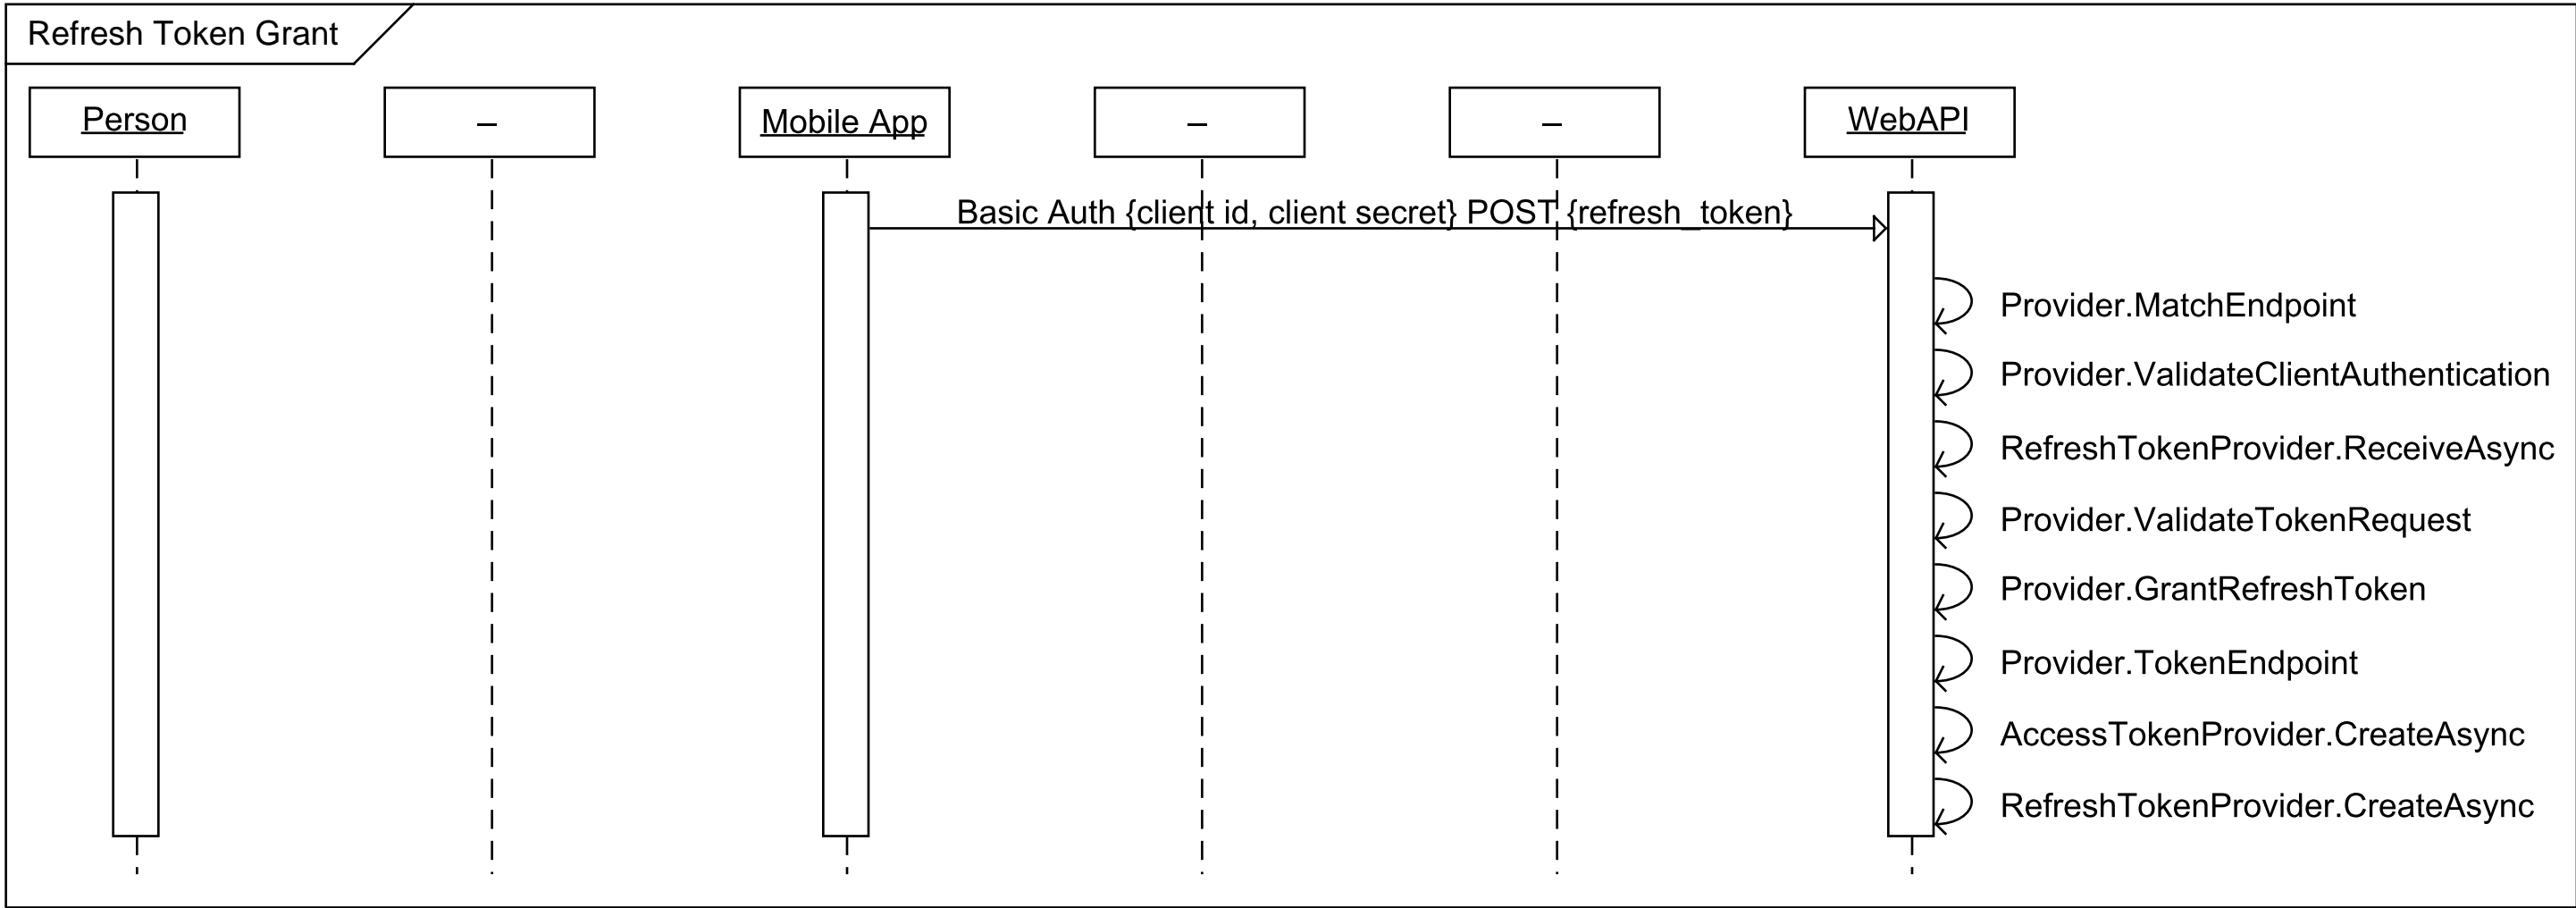 Refresh Token Grant
Person
Mobile App
WebAPI
Basic Auth {client id, client secret} POST {refresh_token}
Provider.MatchEndpoint
Provider.ValidateClientAuthentication
RefreshTokenProvider.ReceiveAsync
Provider.ValidateTokenRequest
Provider.GrantRefreshToken
Provider.TokenEndpoint
AccessTokenProvider.CreateAsync
RefreshTokenProvider.CreateAsync